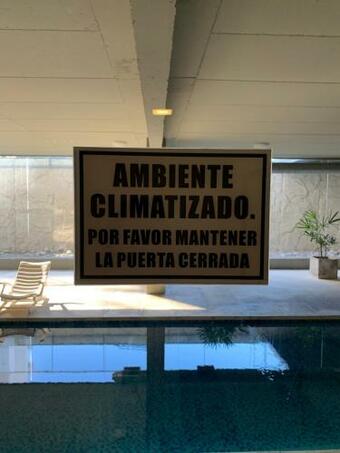 AMBIENTE
CLIMATIZADO.
POR FAVOR MANTENER
LA PUERTA CERRADA